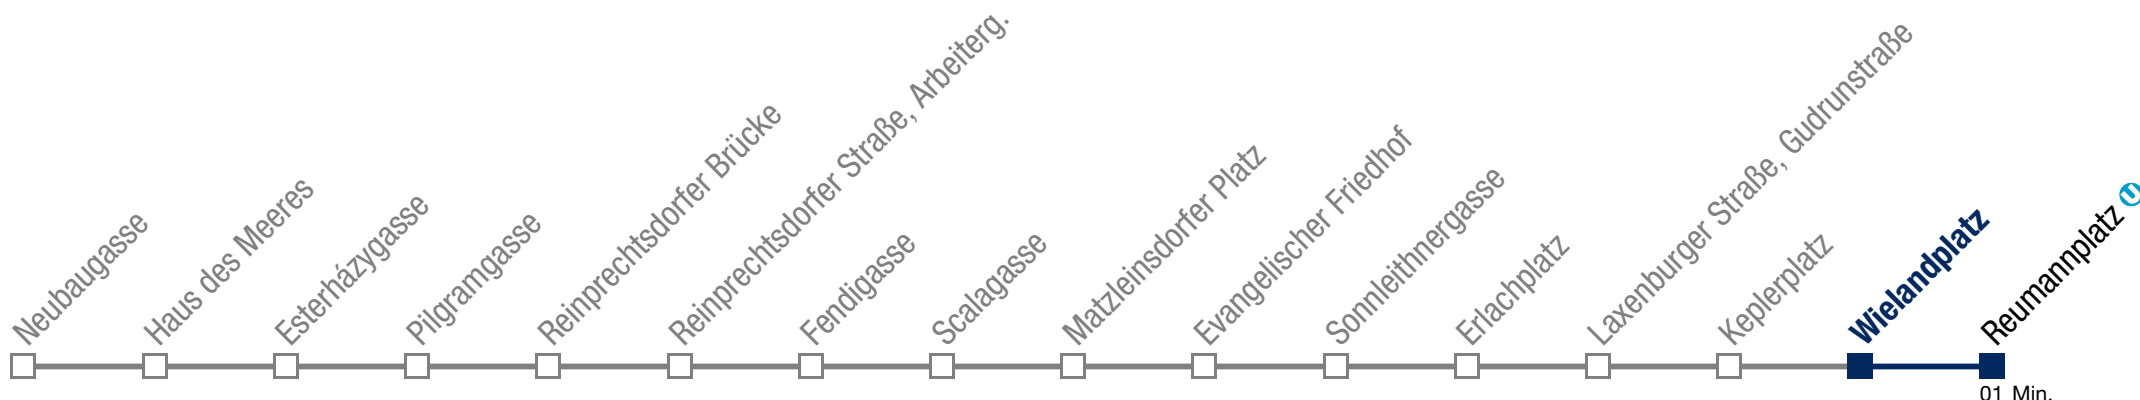 Neubaugasse
Haus des Meeres
Esterházygasse
Pilgramgasse
Reinprechtsdorfer Brücke
Reinprechtsdorfer Straße, Arbeiterg.
Fendigasse
Scalagasse
Matzleinsdorfer Platz
Evangelischer Friedhof
Sonnleithnergasse
Erlachplatz
Laxenburger Straße, Gudrunstraße
Keplerplatz
Wielandplatz
Reumannplatz U
01 Min.